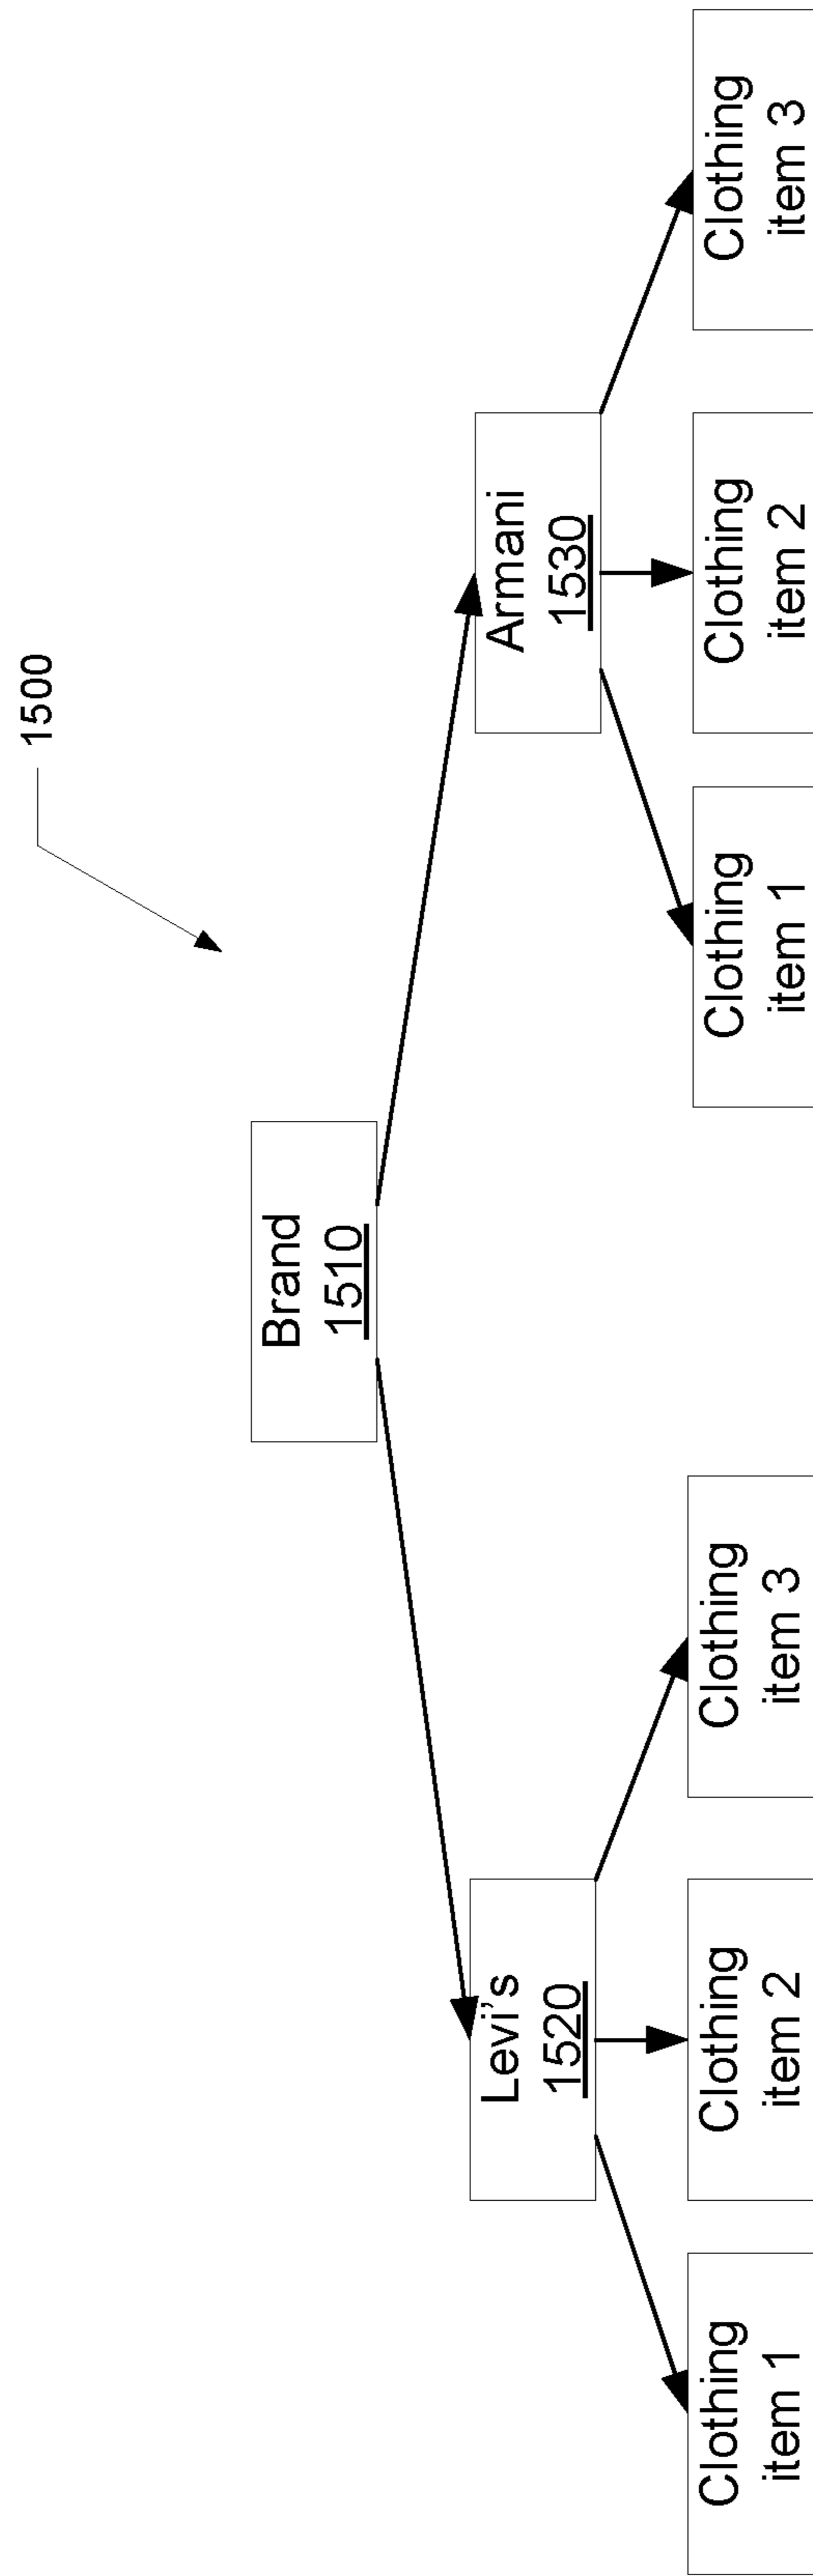 1500
Brand
1510
Levi’s
1520
Armani
1530
Clothing
item 1
Clothing
item 2
Clothing
item 3
Clothing
item 1
Clothing
item 2
Clothing
item 3